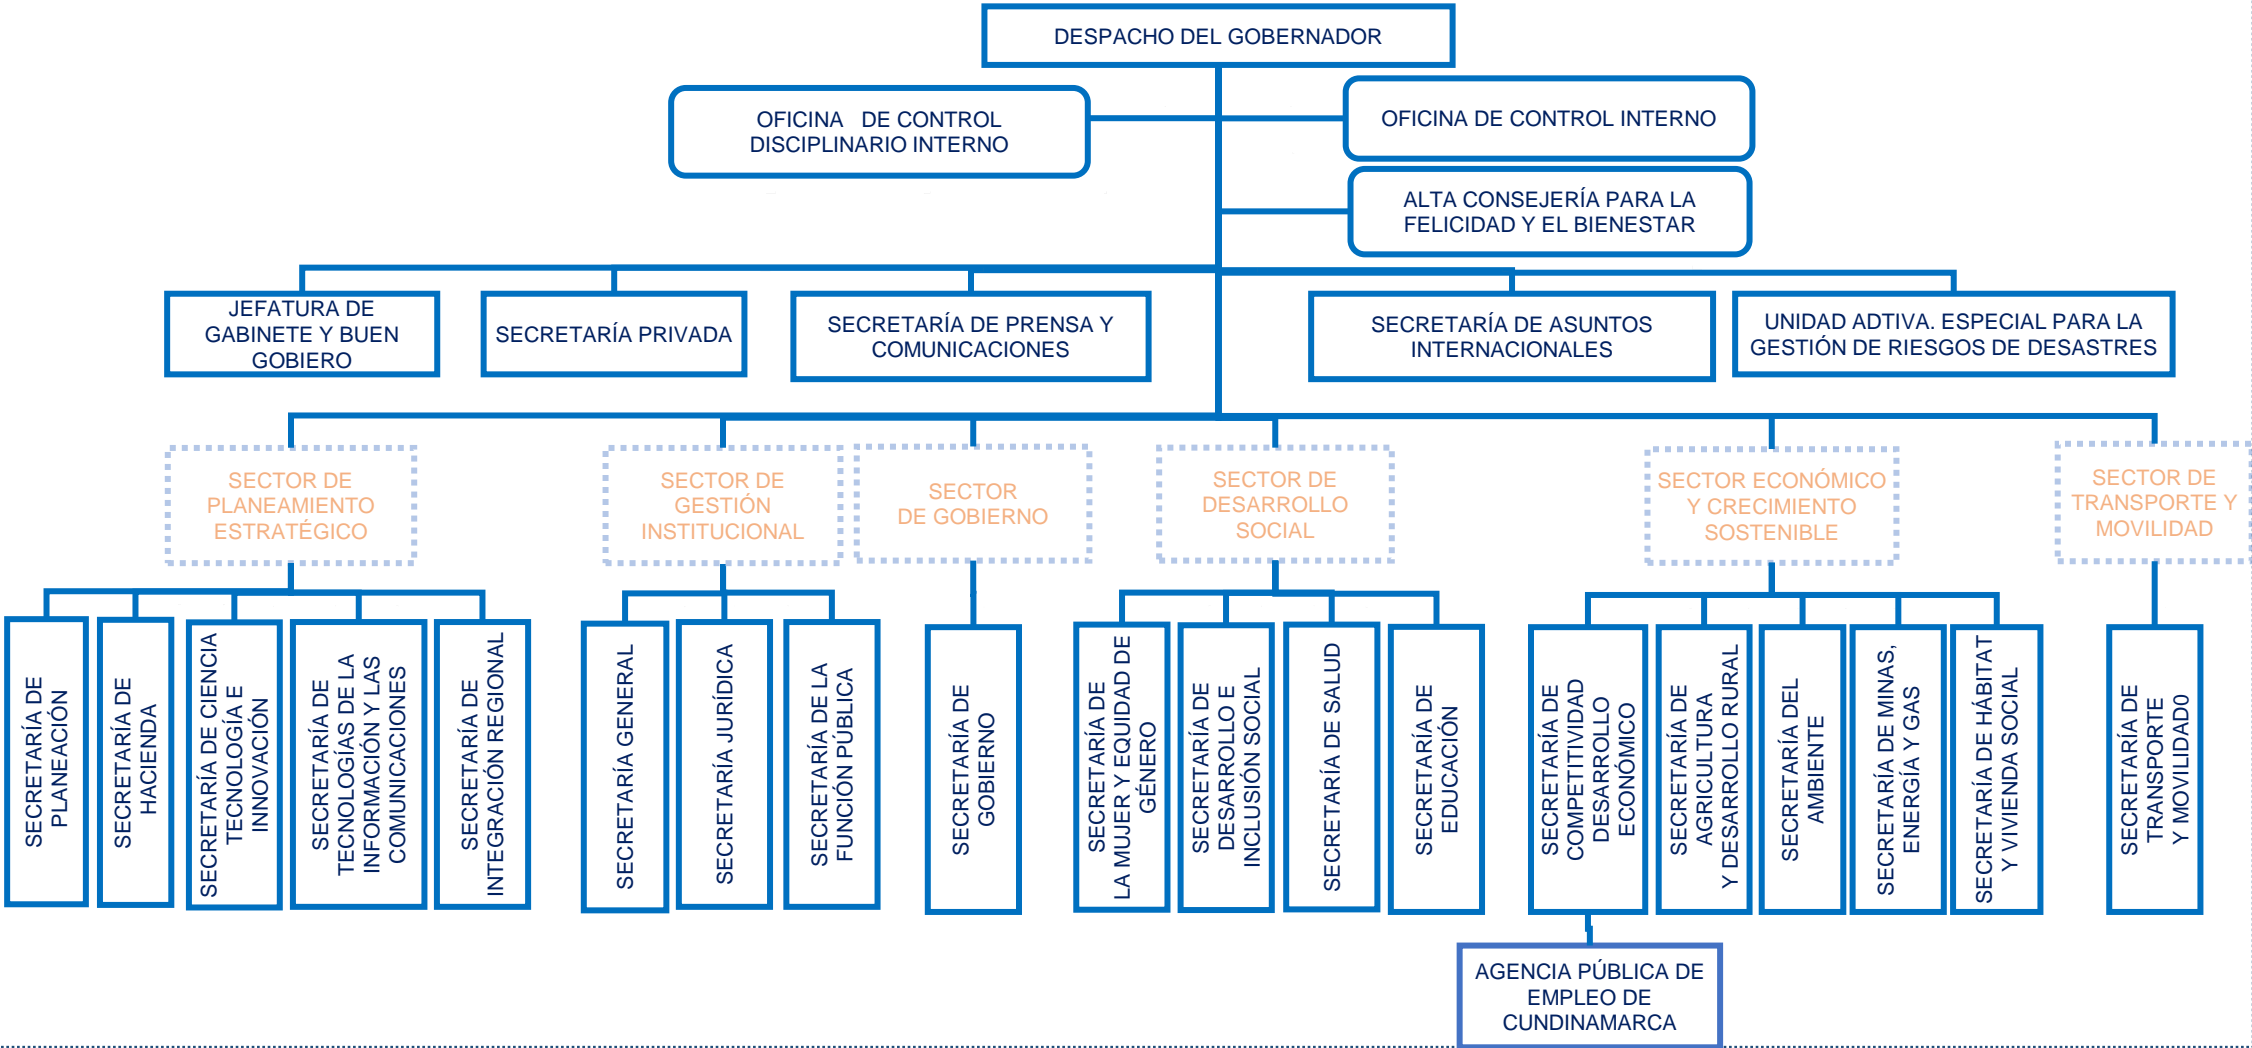 DESPACHO DEL GOBERNADOR
OFICINA DE CONTROL
DISCIPLINARIO INTERNO
OFICINA DE CONTROL INTERNO
ALTA CONSEJERÍA PARA LA
FELICIDAD Y EL BIENESTAR
JEFATURA DE
GABINETE Y BUEN
GOBIERO
SECRETARÍA PRIVADA
SECRETARÍA DE PRENSA Y
COMUNICACIONES
SECRETARÍA DE ASUNTOS
INTERNACIONALES
UNIDAD ADTIVA. ESPECIAL PARA LA
GESTIÓN DE RIESGOS DE DESASTRES
SECTOR DE
PLANEAMIENTO
ESTRATÉGICO
SECTOR DE
GESTIÓN
INSTITUCIONAL
SECTOR
DE GOBIERNO
SECTOR DE
DESARROLLO
SOCIAL
SECTOR ECONÓMICO
Y CRECIMIENTO
SOSTENIBLE
SECTOR DE
TRANSPORTE Y
MOVILIDAD
SECRETARÍA DE
PLANEACIÓN
SECRETARÍA DE
HACIENDA
SECRETARÍA DE CIENCIA
TECNOLOGÍA E
INNOVACIÓN
SECRETARÍA DE
TECNOLOGÍAS DE LA
INFORMACIÓN Y LAS
COMUNICACIONES
SECRETARÍA DE
INTEGRACIÓN REGIONAL
SECRETARÍA GENERAL
SECRETARÍA JURÍDICA
SECRETARÍA DE LA
FUNCIÓN PÚBLICA
SECRETARÍA DE
GOBIERNO
SECRETARÍA DE
LA MUJER Y EQUIDAD DE
GÉNERO
SECRETARÍA DE
DESARROLLO E
INCLUSIÓN SOCIAL
SECRETARÍA DE SALUD
SECRETARÍA DE
EDUCACIÓN
SECRETARÍA DE
COMPETITIVIDAD
DESARROLLO
ECONÓMICO
SECRETARÍA DE
AGRICULTURA
Y DESARROLLO RURAL
SECRETARÍA DEL
AMBIENTE
SECRETARÍA DE MINAS,
ENERGÍA Y GAS
SECRETARÍA DE HÁBITAT
Y VIVIENDA SOCIAL
SECRETARÍA DE
TRANSPORTE
Y MOVILIDAD0
AGENCIA PÚBLICA DE
EMPLEO DE
CUNDINAMARCA